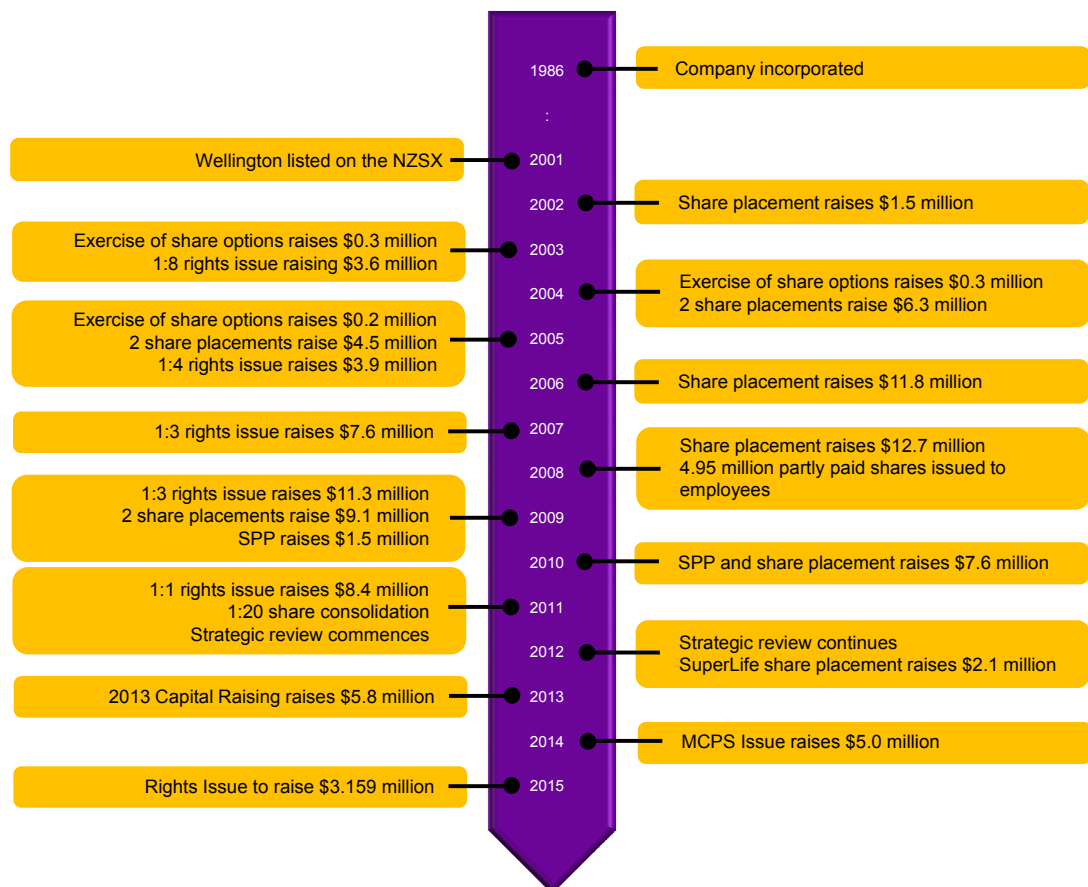 1986
Company incorporated
:
Wellington listed on the NZSX
2001
2002
Share placement raises $1.5 million
Exercise of share options raises $0.3 million
1:8 rights issue raising $3.6 million
2003
2004
Exercise of share options raises $0.3 million
2 share placements raise $6.3 million
Exercise of share options raises $0.2 million
2 share placements raise $4.5 million
1:4 rights issue raises $3.9 million
2005
2006
Share placement raises $11.8 million
1:3 rights issue raises $7.6 million
2007
2008
Share placement raises $12.7 million
4.95 million partly paid shares issued to
employees
1:3 rights issue raises $11.3 million
2 share placements raise $9.1 million
SPP raises $1.5 million
2009
2010
SPP and share placement raises $7.6 million
1:1 rights issue raises $8.4 million
1:20 share consolidation
Strategic review commences
2011
2012
Strategic review continues
SuperLife share placement raises $2.1 million
2013 Capital Raising raises $5.8 million
2013
2014
MCPS Issue raises $5.0 million
Rights Issue to raise $3.159 million
2015